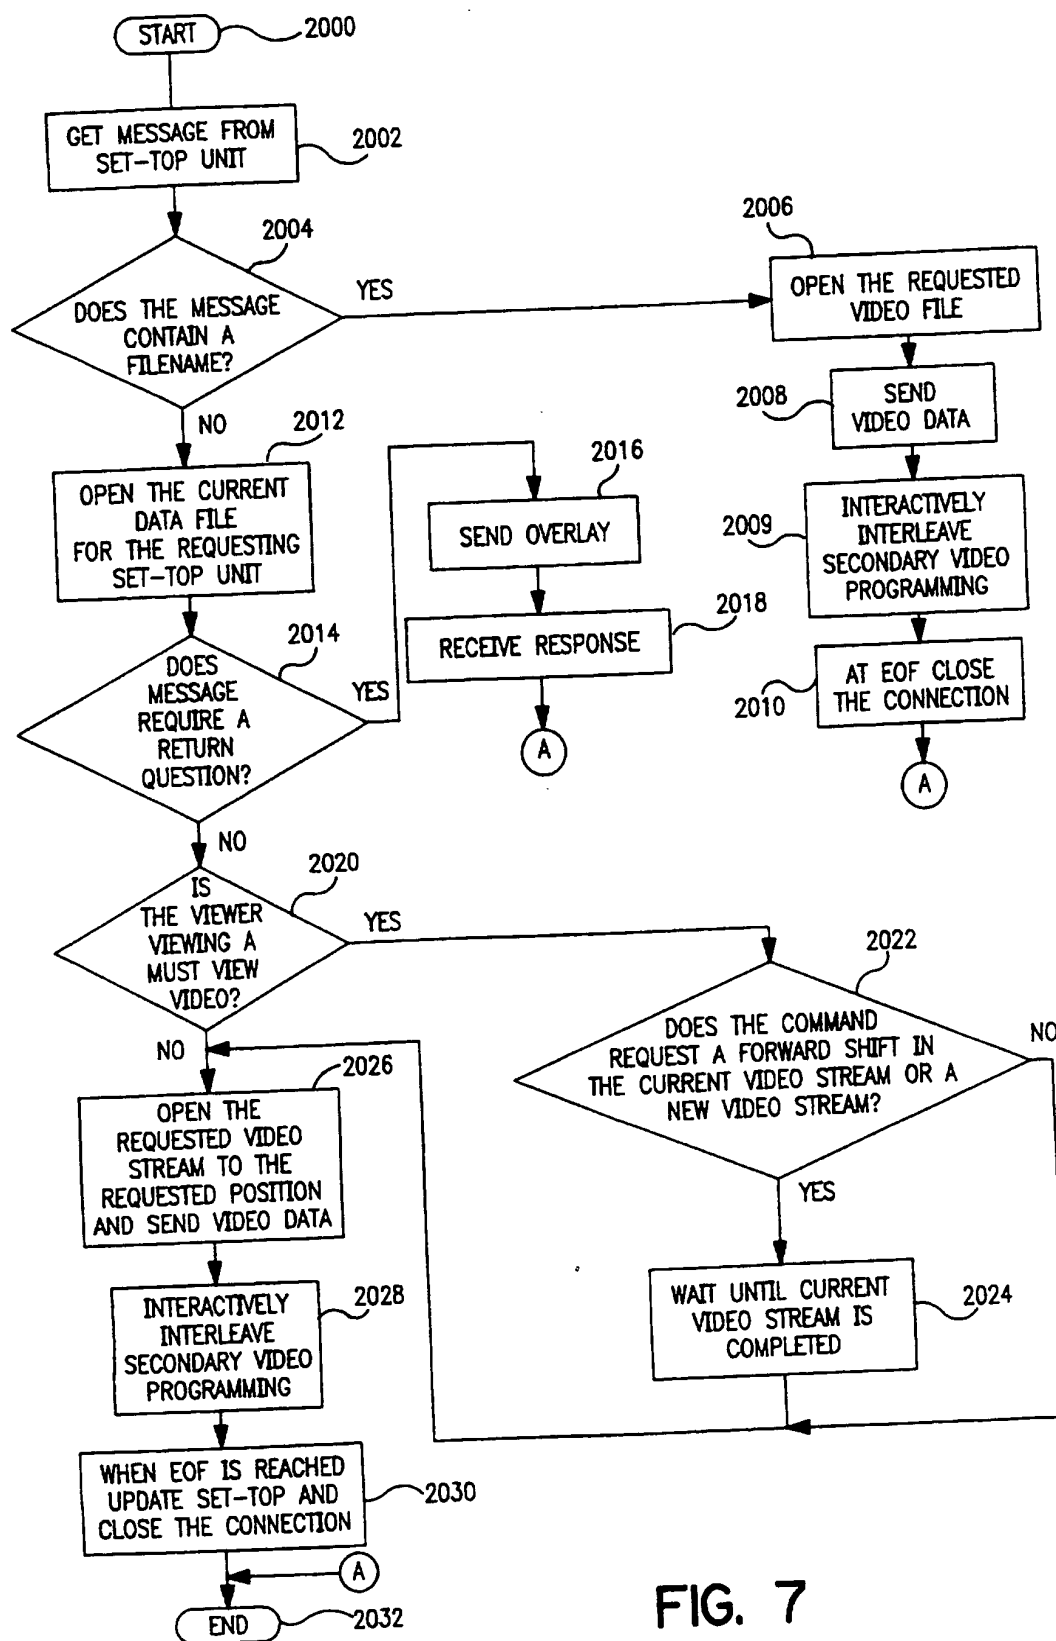 START
2000
GET MESSAGE FROM
SET-TOP UNIT
2002
2004
DOES THE MESSAGE
CONTAIN A
FILENAME?
YES
NO
2006
OPEN THE REQUESTED
VIDEO FILE
2008
SEND
VIDEO DATA
2009
INTERACTIVELY
INTERLEAVE
SECONDARY VIDEO
PROGRAMMING
2010
AT EOF CLOSE
THE CONNECTION
A
2012
OPEN THE CURRENT
DATA FILE
FOR THE REQUESTING
SET-TOP UNIT
2014
DOES
MESSAGE
REQUIRE A
RETURN
QUESTION?
YES
NO
2016
SEND OVERLAY
2018
RECEIVE RESPONSE
A
2020
IS
THE VIEWER
VIEWING A
MUST VIEW
VIDEO?
YES
NO
2022
DOES THE COMMAND
REQUEST A FORWARD SHIFT IN
THE CURRENT VIDEO STREAM OR A
NEW VIDEO STREAM?
NO
YES
2024
WAIT UNTIL CURRENT
VIDEO STREAM IS
COMPLETED
2026
OPEN THE
REQUESTED VIDEO
STREAM TO THE
REQUESTED POSITION
AND SEND VIDEO DATA
2028
INTERACTIVELY
INTERLEAVE
SECONDARY VIDEO
PROGRAMMING
2030
WHEN EOF IS REACHED
UPDATE SET-TOP AND
CLOSE THE CONNECTION
A
END
2032
FIG. 7